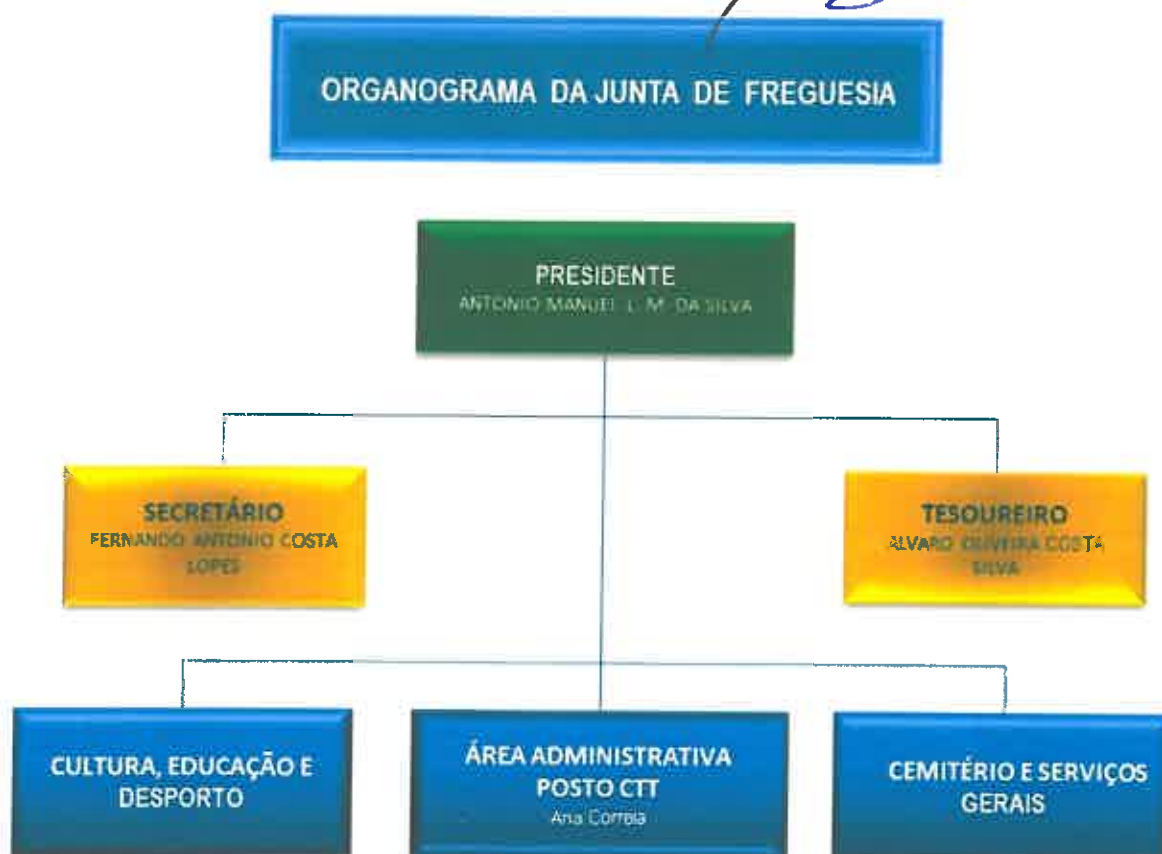 ORGANOGRAMA DA JUNTA DE FREGUESIA
PRESIDENTE
ANTONIO MANUEL L. M. DA SILVA
SECRETÁRIO
FERNANDO ANTONIO COSTA
LOPES
TESOUREIRO
ALVARO OLIVEIRA COSTA
SILVA
CULTURA, EDUCAÇÃO E
DESPORTO
ÁREA ADMINISTRATIVA
POSTO CTT
Ana Correia
CEMITÉRIO E SERVIÇOS
GERAIS